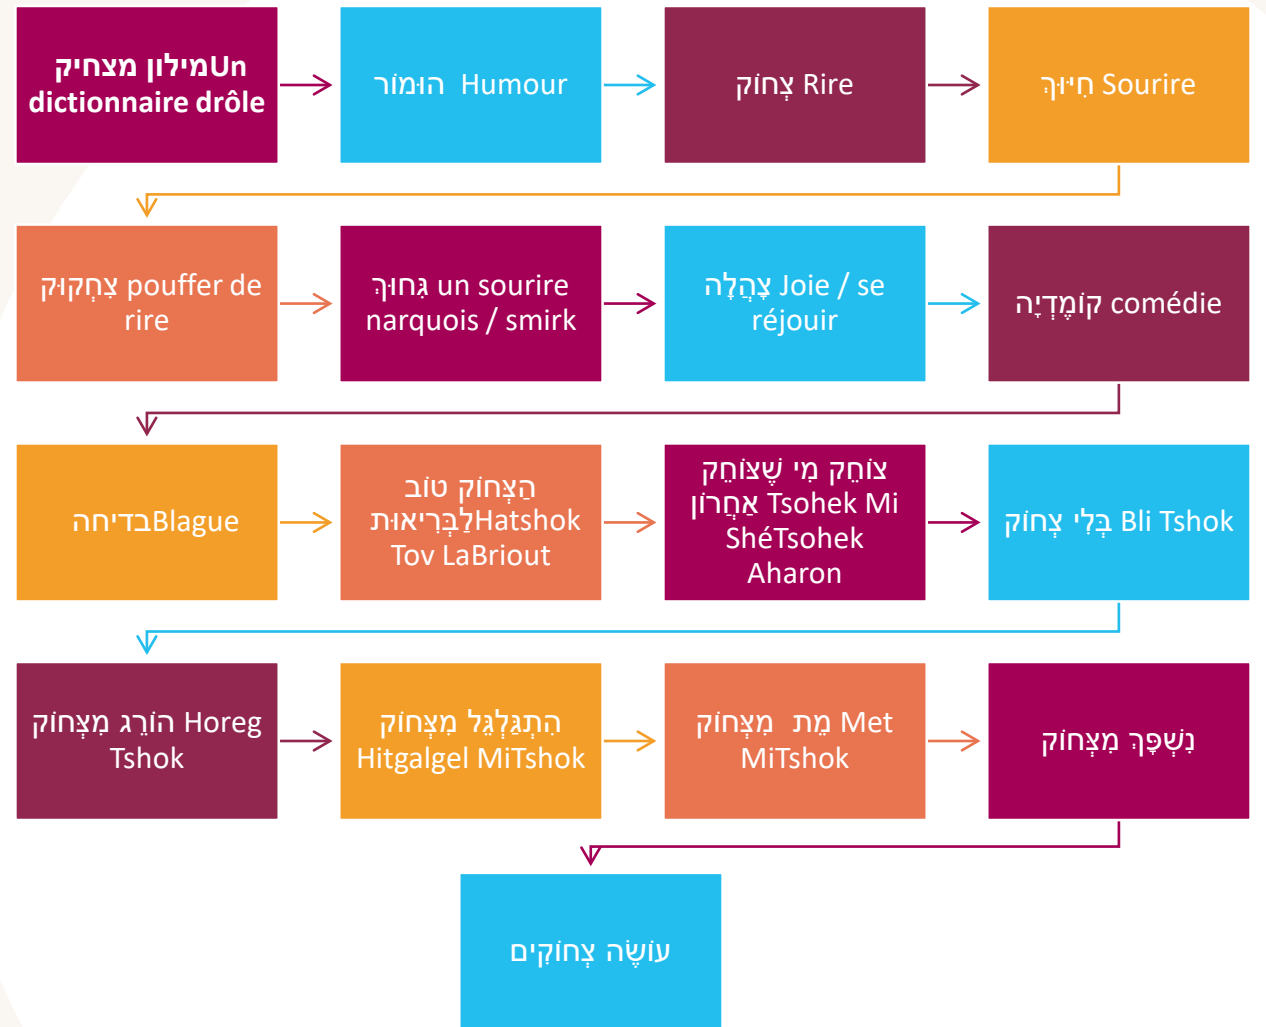 מילון מצחיקUn
dictionnaire drôle
הוּמוֹר Humour
צְחוֹק Rire
חִיּוּךְ Sourire
צִחְקוּק pouffer de
rire
גִּחוּךְ un sourire
narquois / smirk
צָהֳלָה Joie / se
réjouir
קוֹמֶדְיָה comédie
בדיחהBlague
הַצְּחוֹק טוֹב
לַבְּרִיאוּתHatshok
Tov LaBriout
צוֹחֵק מִי שֶׁצּוֹחֵק
אַחֲרוֹן Tsohek Mi
ShéTsohek
Aharon
בְּלִי צְחוֹק Bli Tshok
הוֹרֵג מִצְּחוֹק Horeg
Tshok
הִתְגַּלְגֵּל מִצְּחוֹק
Hitgalgel MiTshok
מֵת מִצְּחוֹק Met
MiTshok
נִשְׁפַּךְ מִצְּחוֹק
עוֹשֶׂה צְחוֹקִים